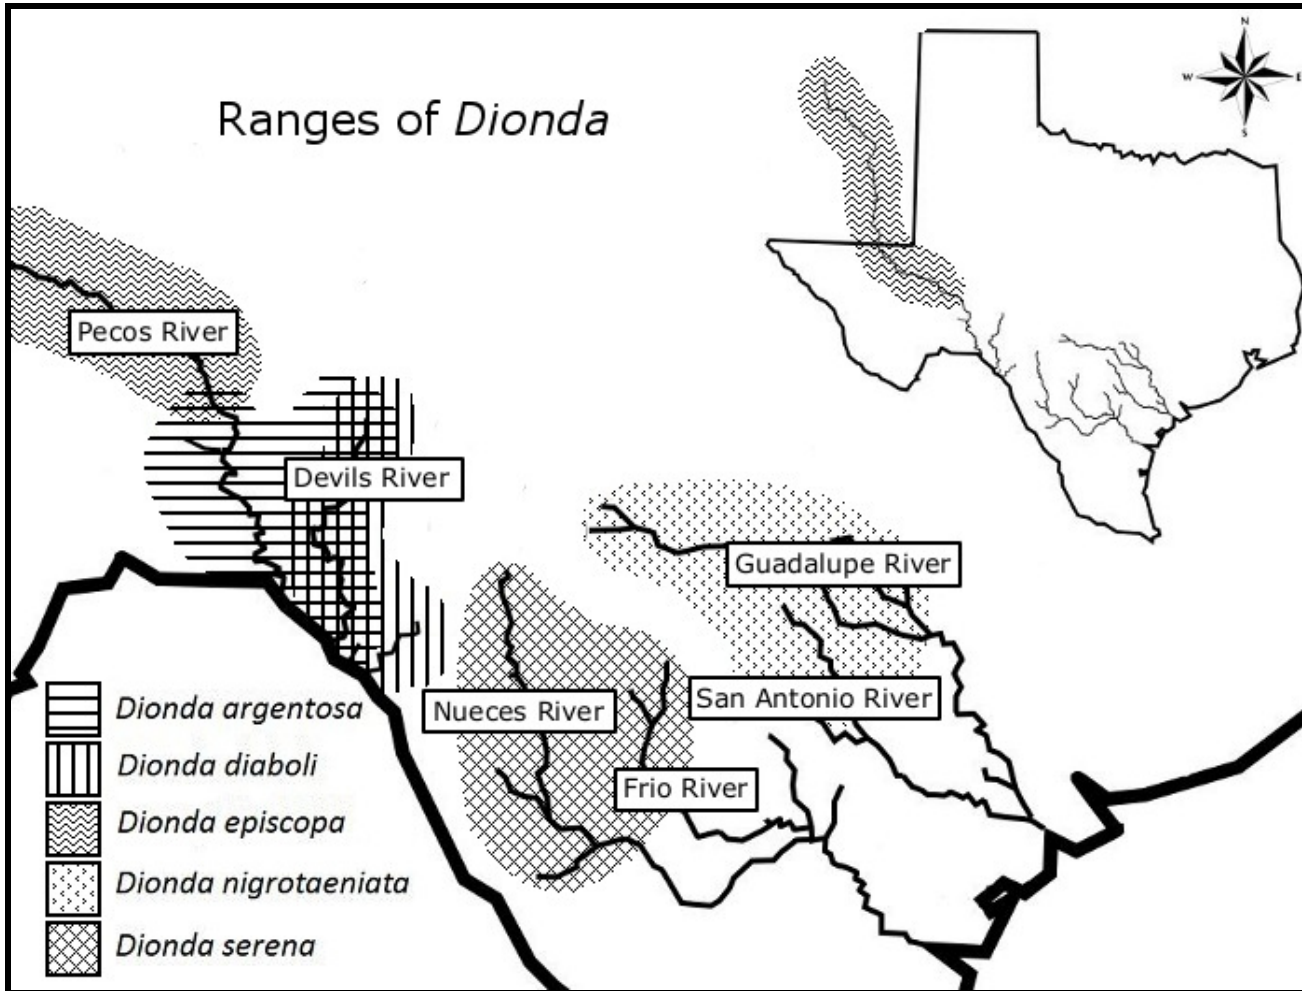 Ranges of Dionda
N
W
E
S
Pecos River
Devils River
Guadalupe River
San Antonio River
Nueces River
Frio River
Dionda argentosa
Dionda diaboli
Dionda episcopa
Dionda nigrotaeniata
Dionda serena